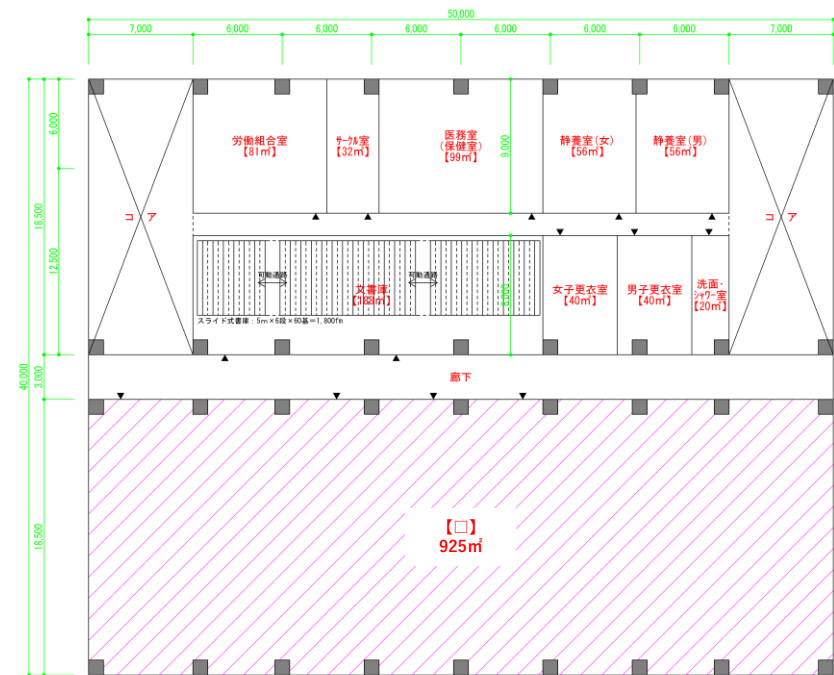 50,000
7,000
6,000
6,000
6,000
6,000
6,000
6,000
7,000
6,000
12,500
18,500
3,000
18,500
40,000
9,000
8,000
労働組合室
【81㎡】
サークル室
【32㎡】
医務室
(保健室)
【99㎡】
静養室(女)
【56㎡】
静養室(男)
【56㎡】
コ ア
コ ア
可動通路
可動通路
文書庫
【188㎡】
スライド式書庫：5m×6段×60基＝1,800fm
女子更衣室
【40㎡】
男子更衣室
【40㎡】
洗面・
シャワー室
【20㎡】
廊下
【□】
925㎡